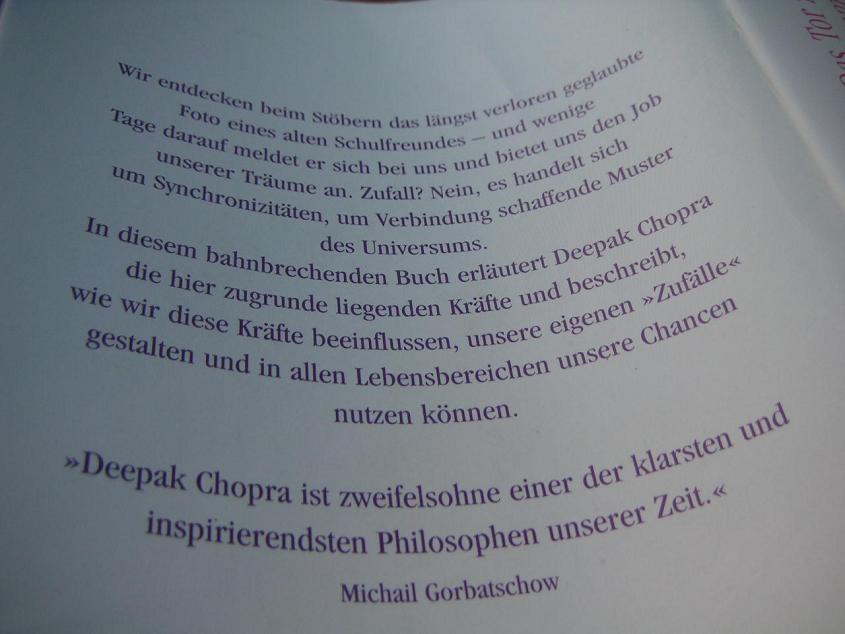 Wir entdecken beim Stöbern das längst verloren geglaubte
Foto eines alten Schulfreundes – und wenige
Tage darauf meldet er sich bei uns und bietet uns den Job
unserer Träume an. Zufall? Nein, es handelt sich
um Synchronizitäten, um Verbindung schaffende Muster
des Universums.
In diesem bahnbrechenden Buch erläutert Deepak Chopra
die hier zugrunde liegenden Kräfte und beschreibt,
wie wir diese Kräfte beeinflussen, unsere eigenen »Zufälle«
gestalten und in allen Lebensbereichen unsere Chancen
nutzen können.
»Deepak Chopra ist zweifelsohne einer der klarsten und
inspirierendsten Philosophen unserer Zeit.«
Michail Gorbatschow